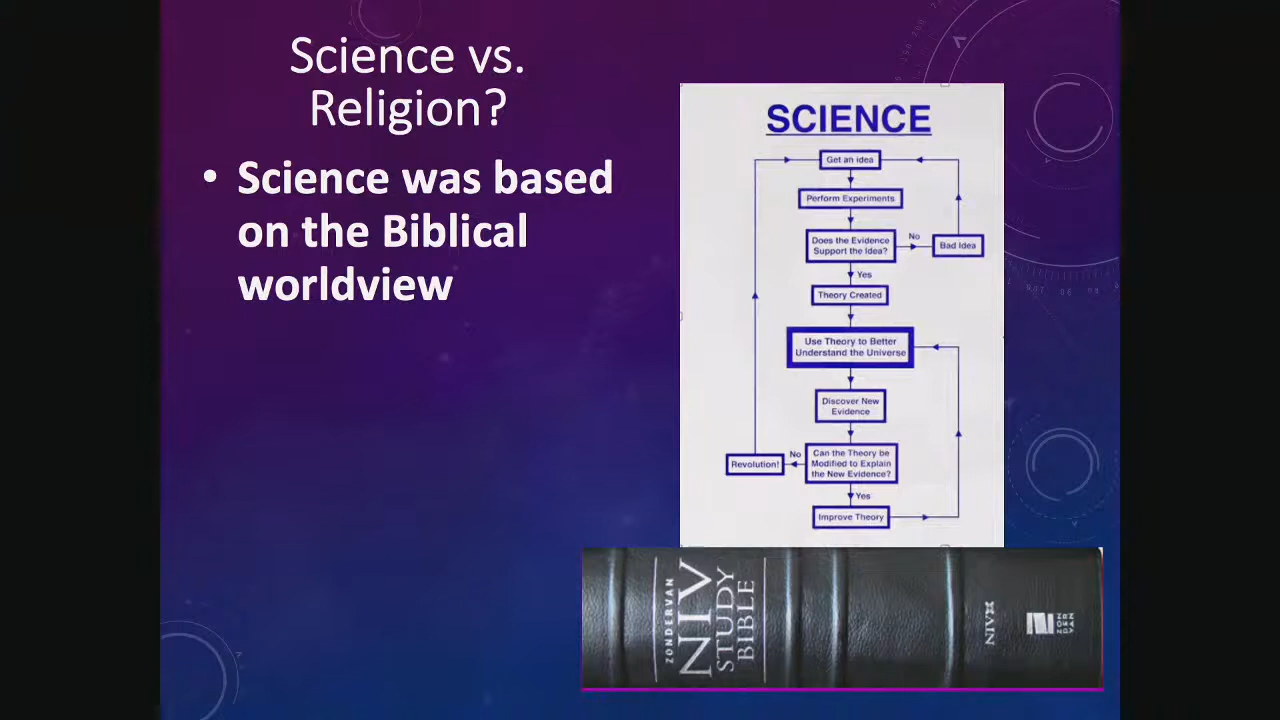 Science vs.
Religion?
• Science was based
on the Biblical
worldview
SCIENCE
Get an idea
Perform Experiments
Does the Evidence
Support the Idea?
No
Bad Idea
Yes
Theory Created
Use Theory to Better
Understand the Universe
Discover New
Evidence
Can the Theory be
Modified to Explain
the New Evidence?
No
Revolution!
Yes
Improve Theory
ZONDERVAN
NIV
STUDY
BIBLE
NIV
ZON
DER
VAN